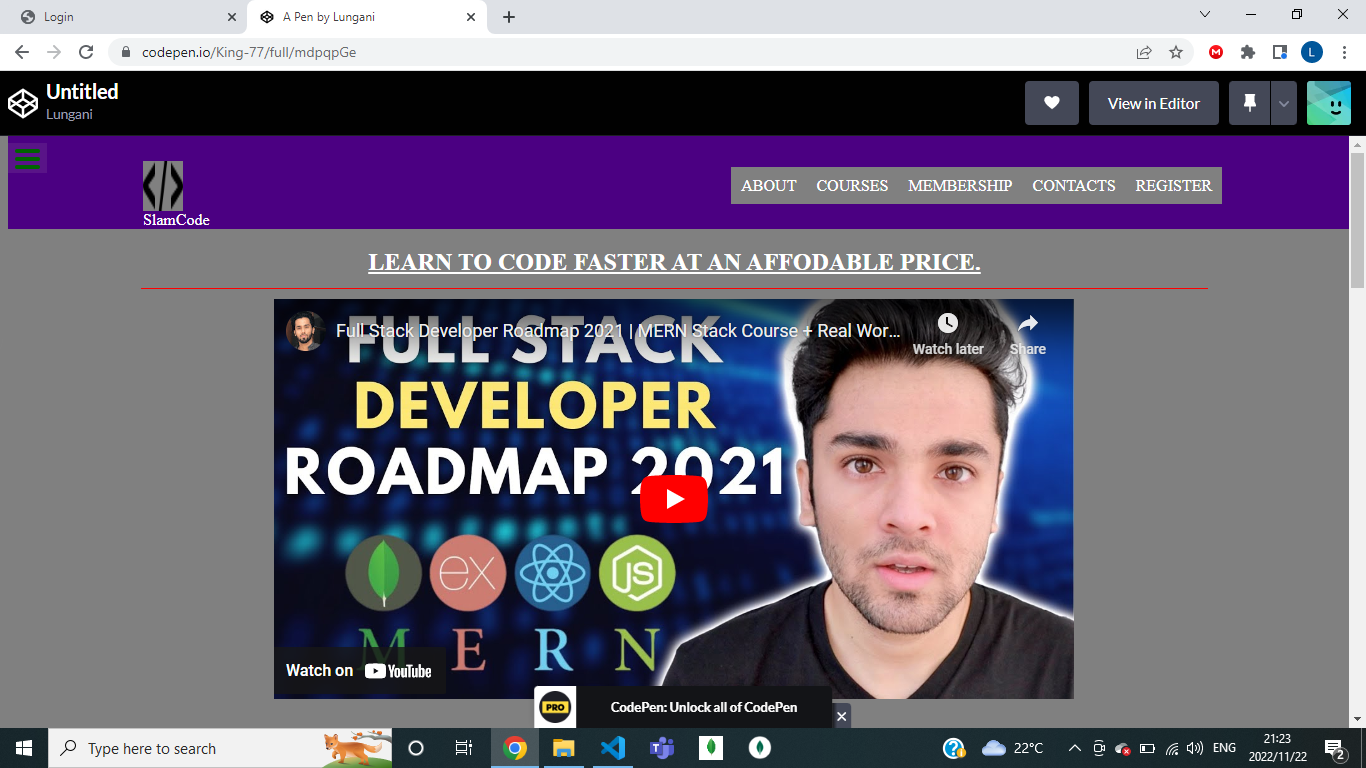 Login
A Pen by Lungani
codepen.io/King-77/full/mdpqpGe
L
Untitled
Lungani
View in Editor
</>
SlamCode
ABOUT COURSES MEMBERSHIP CONTACTS REGISTER
LEARN TO CODE FASTER AT AN AFFODABLE PRICE.
Full Stack Developer Roadmap 2021 | MERN Stack Course + Real Wor...
Watch later
Share
FULL STACK
DEVELOPER
ROADMAP 2021
ex
JS
M E R N
Watch on YouTube
PRO
CodePen: Unlock all of CodePen
Type here to search
22°C
ENG
21:23
2022/11/22
2